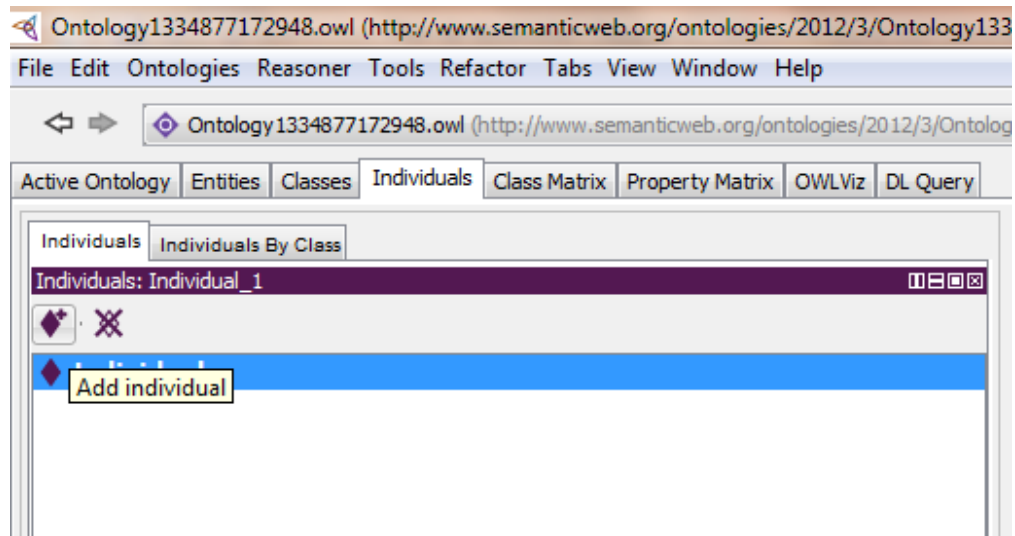 Ontology1334877172948.owl (http://www.semanticweb.org/ontologies/2012/3/Ontology133
File Edit Ontologies Reasoner Tools Refactor Tabs View Window Help
Ontology1334877172948.owl (http://www.semanticweb.org/ontologies/2012/3/Ontolog
Active Ontology Entities Classes Individuals Class Matrix Property Matrix OWLViz DL Query
Individuals Individuals By Class
Individuals: Individual_1
Add individual